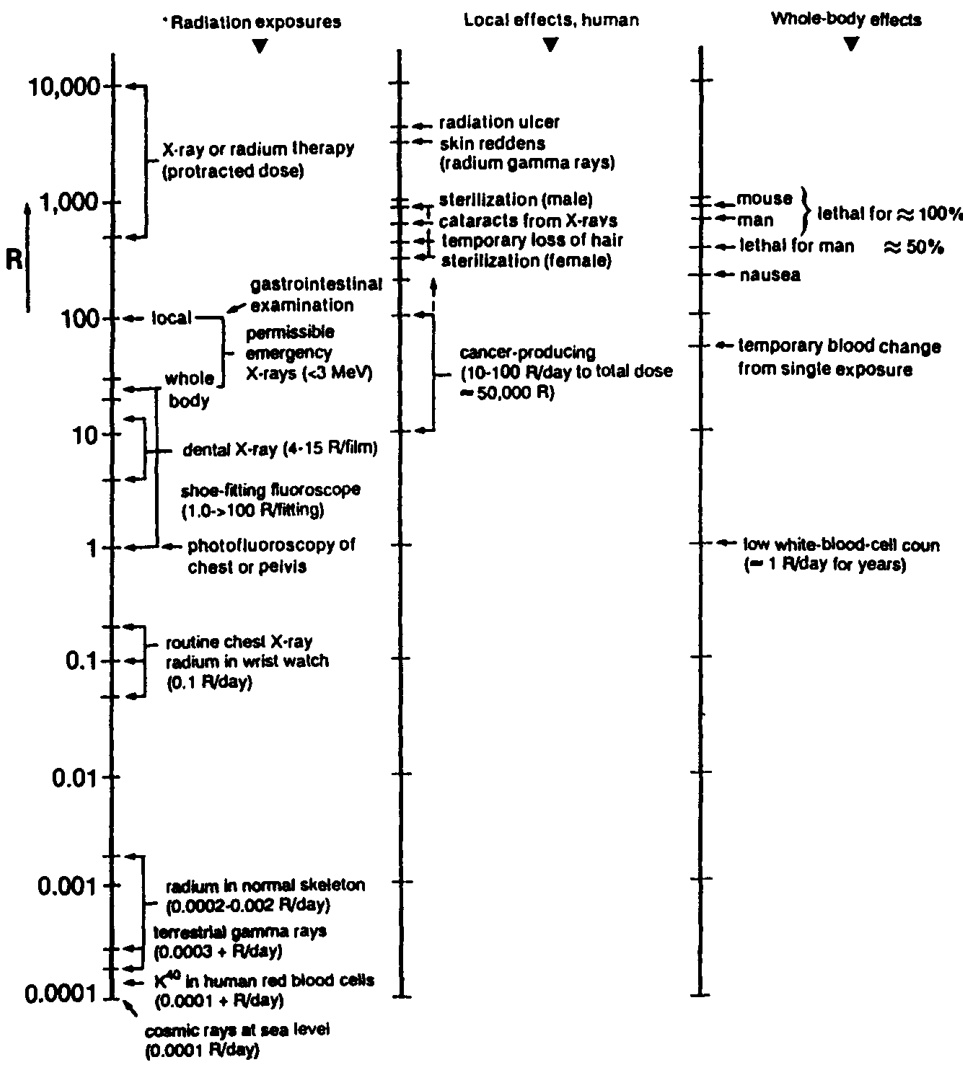 *Radiation exposures
Local effects, human
Whole-body effects
R
10,000
1,000
100
10
1
0.1
0.01
0.001
0.0001
X-ray or radium therapy
(protracted dose)
gastrointestinal
examination
local
permissible
emergency
X-rays (<3 MeV)
whole
body
dental X-ray (4-15 R/film)
shoe-fitting fluoroscope
(1.0->100 R/fitting)
photofluoroscopy of
chest or pelvis
routine chest X-ray
radium in wrist watch
(0.1 R/day)
radium in normal skeleton
(0.0002-0.002 R/day)
terrestrial gamma rays
(0.0003 + R/day)
K⁴⁰ in human red blood cells
(0.0001 + R/day)
cosmic rays at sea level
(0.0001 R/day)
radiation ulcer
skin reddens
(radium gamma rays)
sterilization (male)
cataracts from X-rays
temporary loss of hair
sterilization (female)
cancer-producing
(10-100 R/day to total dose
≈ 50,000 R)
mouse
man
lethal for ≈ 100%
lethal for man ≈ 50%
nausea
temporary blood change
from single exposure
low white-blood-cell coun
(≈ 1 R/day for years)